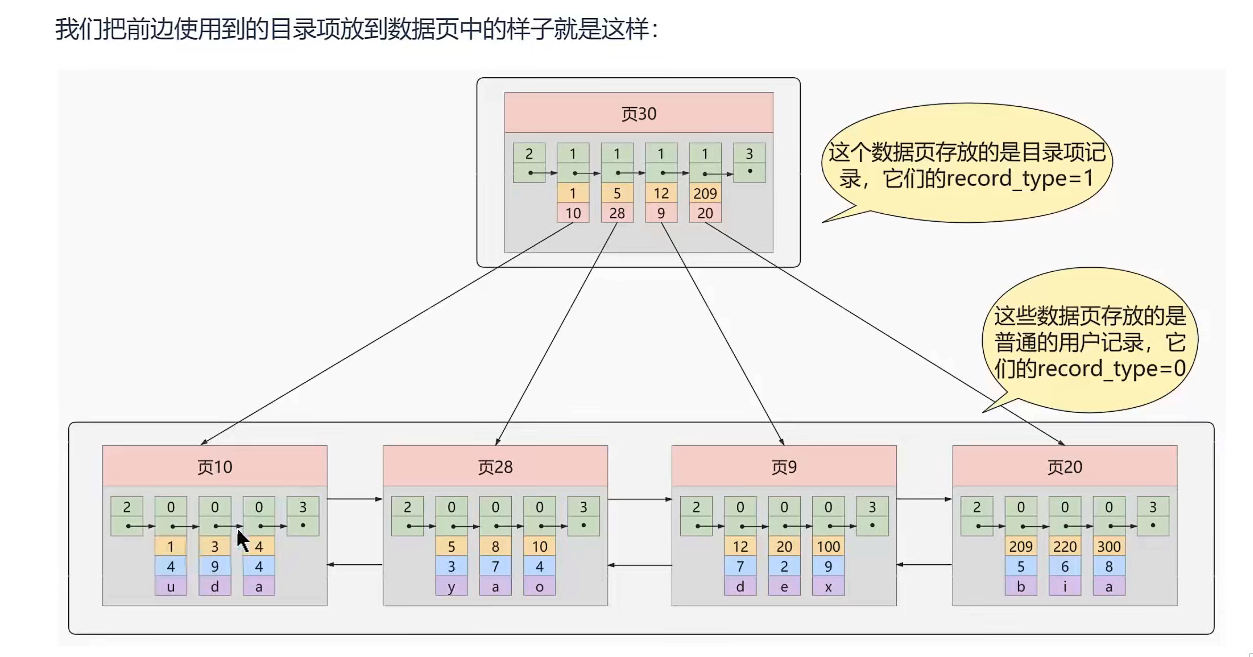 我们把前边使用到的目录项放到数据页中的样子就是这样：
页30
2 1 1 1 1 3
1 5 12 209
10 28 9 20
这个数据页存放的是目录项记
录，它们的record_type=1
这些数据页存放的是
普通的用户记录，它
们的record_type=0
页10
2 0 0 0 3
1 3 4
4 9 4
u d a
页28
2 0 0 0 3
5 8 10
3 7 4
y a o
页9
2 0 0 0 3
12 20 100
7 2 9
d e x
页20
2 0 0 0 3
209 220 300
5 6 8
b i a